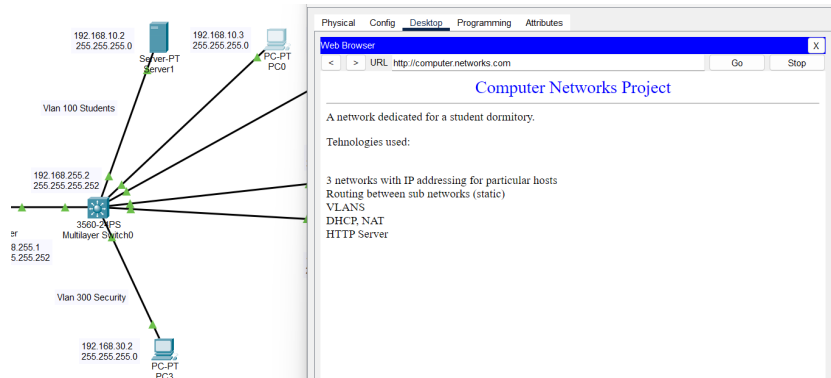 Physical Config Desktop Programming Attributes
Web Browser X
< > URL http://computer.networks.com Go Stop
Computer Networks Project
A network dedicated for a student dormitory.
Tehnologies used:
3 networks with IP addressing for particular hosts
Routing between sub networks (static)
VLANS
DHCP, NAT
HTTP Server
192.168.10.2
255.255.255.0
Server-PT
Server1
192.168.10.3
255.255.255.0
PC-PT
PC0
Vlan 100 Students
192.168.255.2
255.255.255.252
3560-24PS
Multilayer Switch0
er
8.255.1
5.255.252
Vlan 300 Security
192.168.30.2
255.255.255.0
PC-PT
PC3